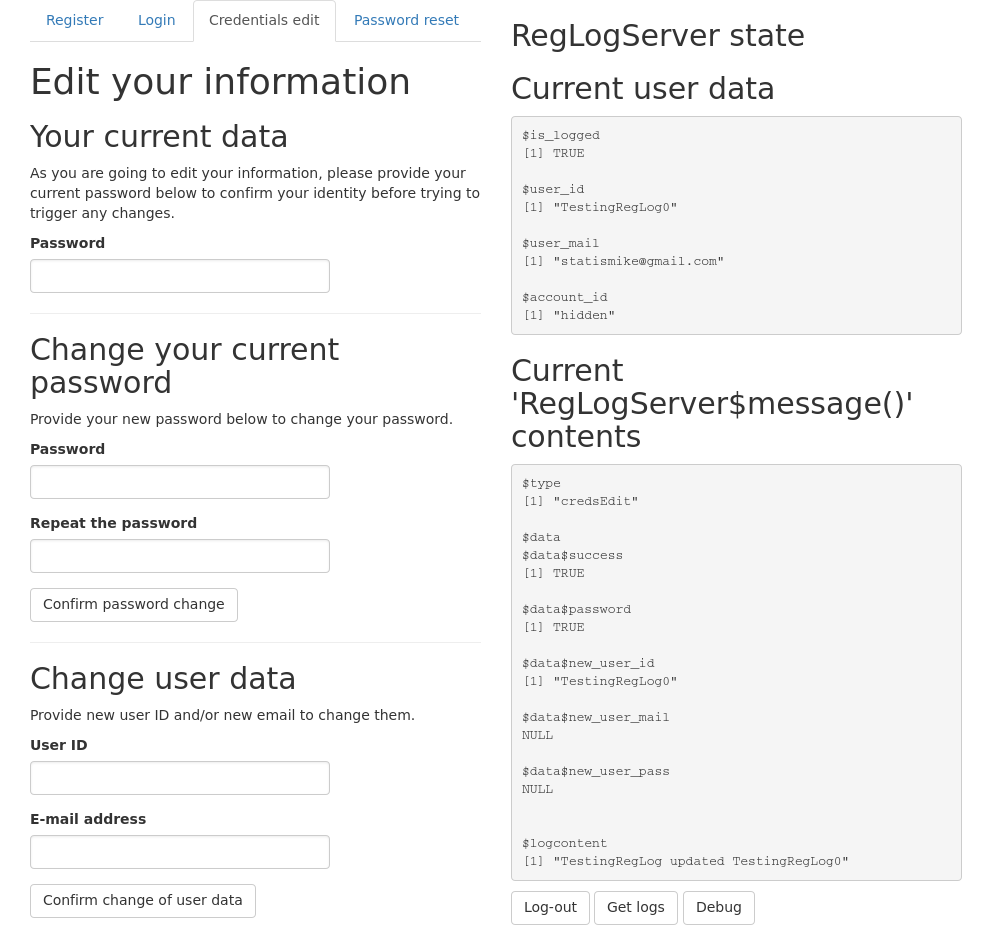 Register Login Credentials edit Password reset
Edit your information
Your current data
As you are going to edit your information, please provide your
current password below to confirm your identity before trying to
trigger any changes.
Password
Change your current
password
Provide your new password below to change your password.
Password
Repeat the password
Confirm password change
Change user data
Provide new user ID and/or new email to change them.
User ID
E-mail address
Confirm change of user data
RegLogServer state
Current user data
$is_logged
[1] TRUE
$user_id
[1] "TestingRegLog0"
$user_mail
[1] "statismike@gmail.com"
$account_id
[1] "hidden"
Current
'RegLogServer$message()'
contents
$type
[1] "credsEdit"
$data
$data$success
[1] TRUE
$data$password
[1] TRUE
$data$new_user_id
[1] "TestingRegLog0"
$data$new_user_mail
NULL
$data$new_user_pass
NULL
$logcontent
[1] "TestingRegLog updated TestingRegLog0"
Log-out Get logs Debug